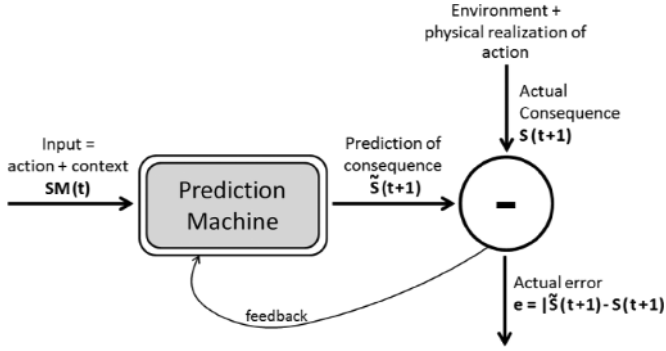 Environment +
physical realization of
action
Actual
Consequence
S(t+1)
Input =
action + context
SM(t)
Prediction
Machine
Prediction of
consequence
S̃(t+1)
-
feedback
Actual error
e = |S̃(t+1)- S(t+1)